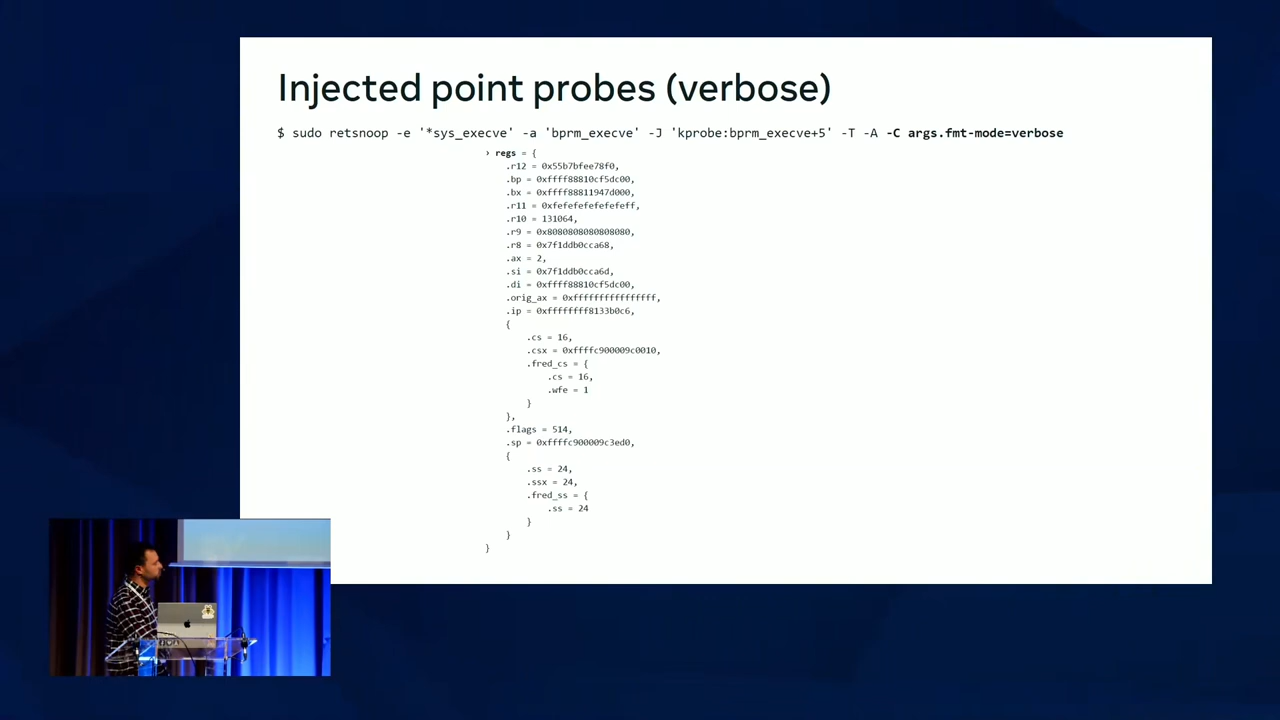 Injected point probes (verbose)
$ sudo retsnoop -e '*sys_execve' -a 'bprm_execve' -J 'kprobe:bprm_execve+5' -T -A -C args.fmt-mode=verbose
› regs = {
.r12 = 0x55b7bfee78f0,
.bp = 0xffff88810cf5dc00,
.bx = 0xffff88811947d000,
.r11 = 0xfefefefefefefeff,
.r10 = 131064,
.r9 = 0x8080808080808080,
.r8 = 0x7f1ddb0cca68,
.ax = 2,
.si = 0x7f1ddb0cca6d,
.di = 0xffff88810cf5dc00,
.orig_ax = 0xffffffffffffffff,
.ip = 0xffffffff8133b0c6,
{
.cs = 16,
.csx = 0xffffc900009c0010,
.fred_cs = {
.cs = 16,
.wfe = 1
}
},
.flags = 514,
.sp = 0xffffc900009c3ed0,
{
.ss = 24,
.ssx = 24,
.fred_ss = {
.ss = 24
}
}
}